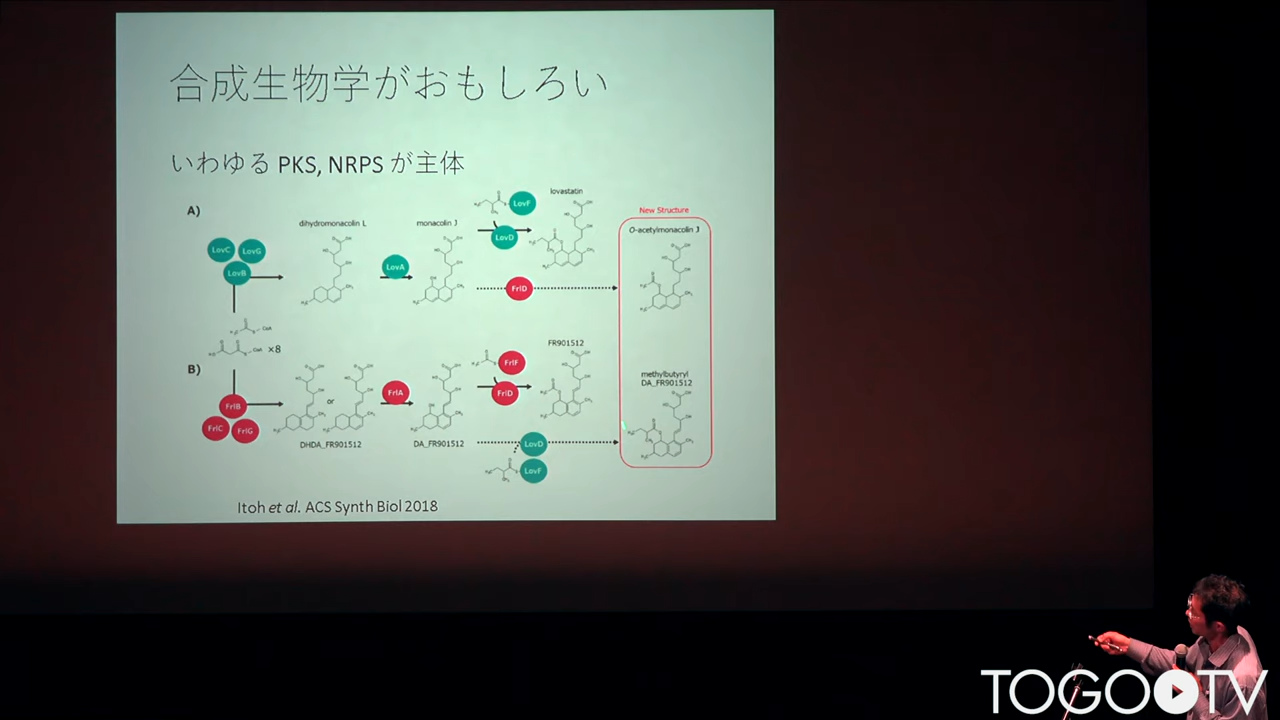 合成生物学がおもしろい
いわゆる PKS, NRPS が主体
A)
dihydromonacolin L
monacolin J
lovastatin
New Structure
O-acetylmonacolin J
LovC
LovG
LovB
LovA
LovF
LovD
FrlD
CoA
CoA ×8
B)
FrlB
FrlC
FrlG
or
DHDA_FR901512
FrlA
DA_FR901512
FrlF
FrlD
FR901512
methylbutyryl
DA_FR901512
LovD
LovF
Itoh et al. ACS Synth Biol 2018
TOGO TV